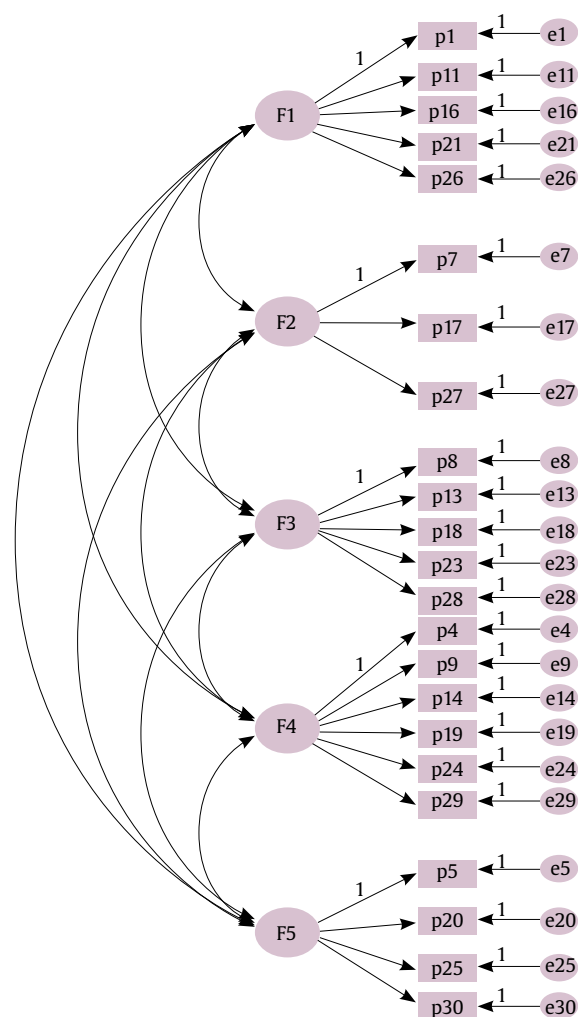 1 p1 1 e1
p11 1 e11
F1 p16 1 e16
p21 1 e21
p26 1 e26
1 p7 1 e7
F2 p17 1 e17
p27 1 e27
1 p8 1 e8
p13 1 e13
F3 p18 1 e18
p23 1 e23
p28 1 e28
1 p4 1 e4
p9 1 e9
p14 1 e14
F4 p19 1 e19
p24 1 e24
p29 1 e29
1 p5 1 e5
p20 1 e20
F5 p25 1 e25
p30 1 e30